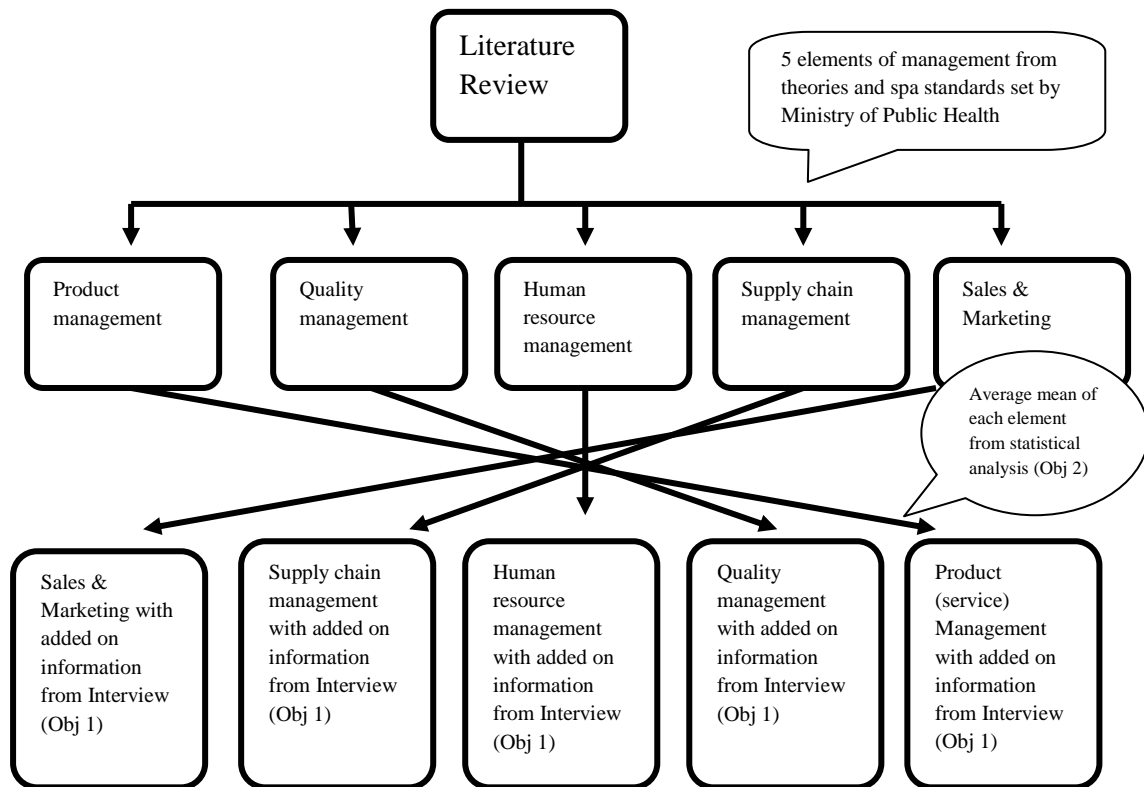 Literature
Review
5 elements of management from
theories and spa standards set by
Ministry of Public Health
Product
management
Quality
management
Human
resource
management
Supply chain
management
Sales &
Marketing
Average mean of
each element
from statistical
analysis (Obj 2)
Sales &
Marketing with
added on
information
from Interview
(Obj 1)
Supply chain
management
with added on
information
from Interview
(Obj 1)
Human
resource
management
with added on
information
from Interview
(Obj 1)
Quality
management
with added on
information
from Interview
(Obj 1)
Product
(service)
Management
with added on
information
from Interview
(Obj 1)